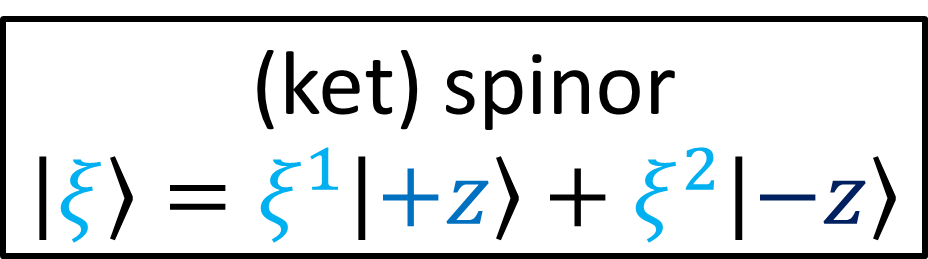 (ket) spinor
|ξ⟩ = ξ¹|+z⟩ + ξ²|−z⟩